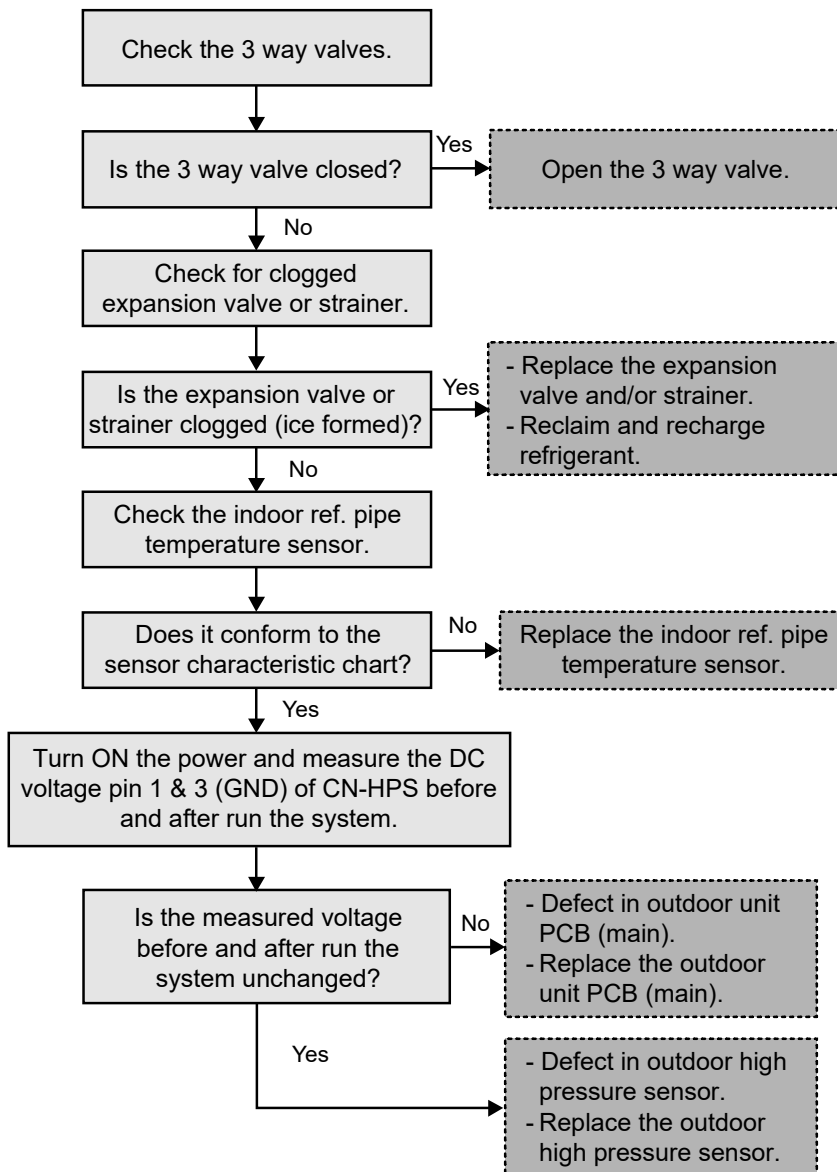 Check the 3 way valves.
Is the 3 way valve closed?
Yes
Open the 3 way valve.
No
Check for clogged
expansion valve or strainer.
Is the expansion valve or
strainer clogged (ice formed)?
Yes
- Replace the expansion
valve and/or strainer.
- Reclaim and recharge
refrigerant.
No
Check the indoor ref. pipe
temperature sensor.
Does it conform to the
sensor characteristic chart?
No
Replace the indoor ref. pipe
temperature sensor.
Yes
Turn ON the power and measure the DC
voltage pin 1 & 3 (GND) of CN-HPS before
and after run the system.
Is the measured voltage
before and after run the
system unchanged?
No
- Defect in outdoor unit
PCB (main).
- Replace the outdoor
unit PCB (main).
Yes
- Defect in outdoor high
pressure sensor.
- Replace the outdoor
high pressure sensor.